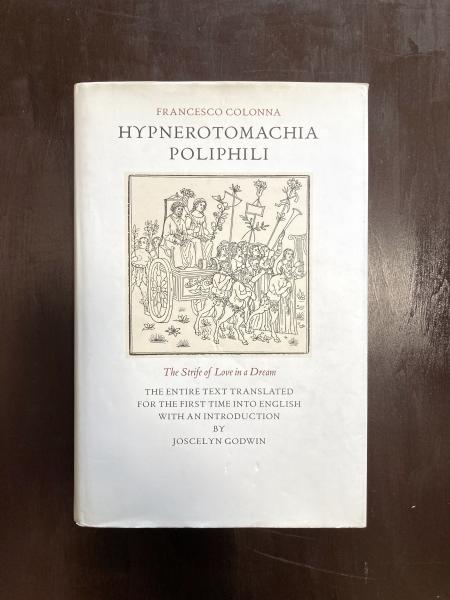 FRANCESCO COLONNA
HYPNEROTOMACHIA
POLIPHILI
The Strife of Love in a Dream
THE ENTIRE TEXT TRANSLATED
FOR THE FIRST TIME INTO ENGLISH
WITH AN INTRODUCTION
BY
JOSCELYN GODWIN